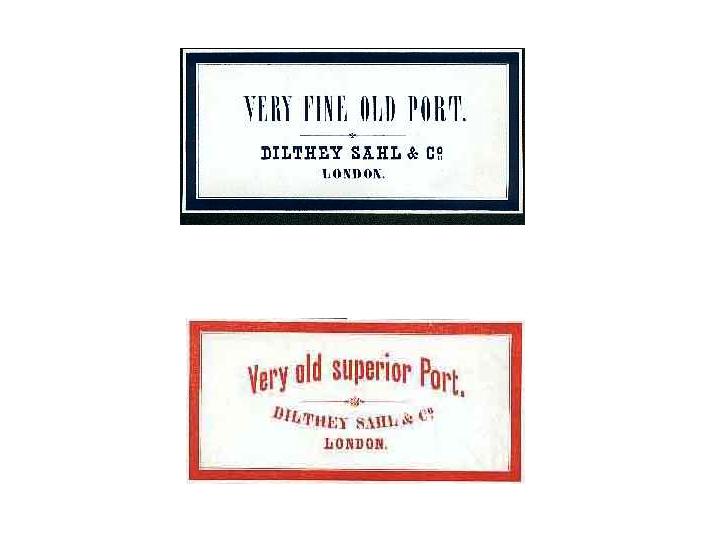 VERY FINE OLD PORT.
DILTHEY SAHL & Cº
LONDON.
Very old superior Port.
DILTHEY SAHL & Cº
LONDON.